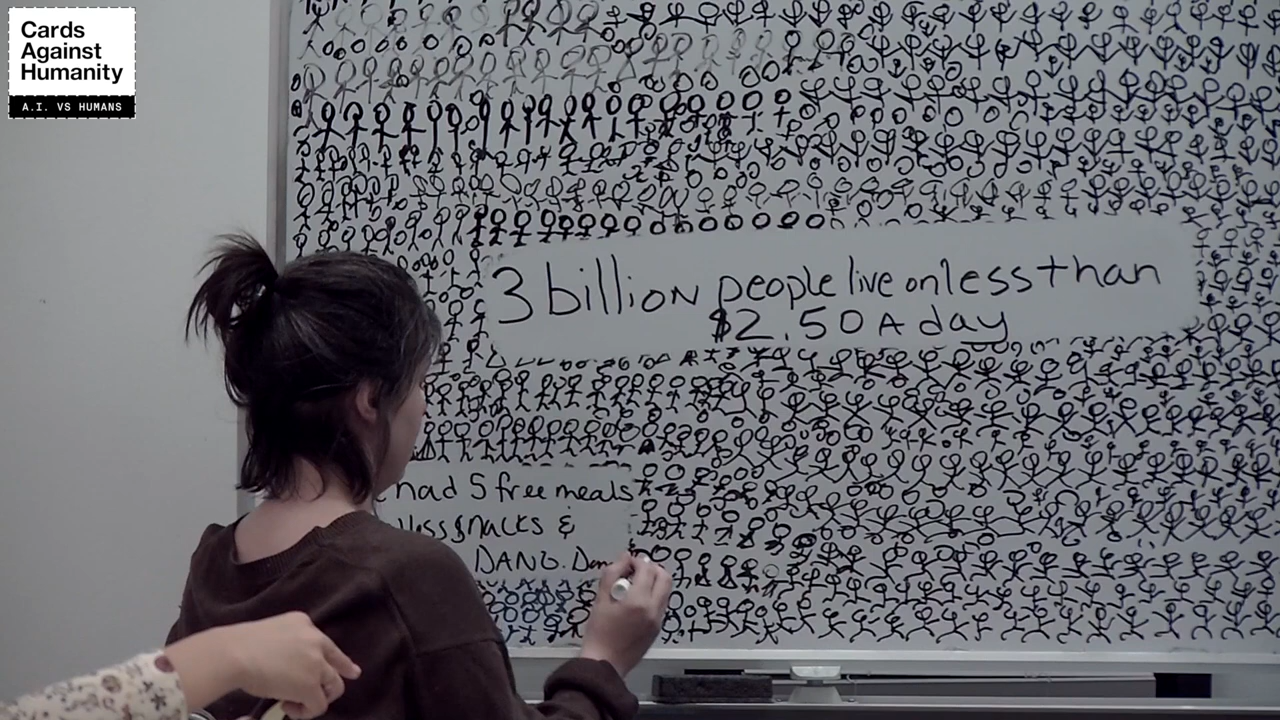 Cards
Against
Humanity
A.I. VS HUMANS
3 billion people live on less than
$2.50 A day
had 5 free meals
snacks &
DANG. Dan